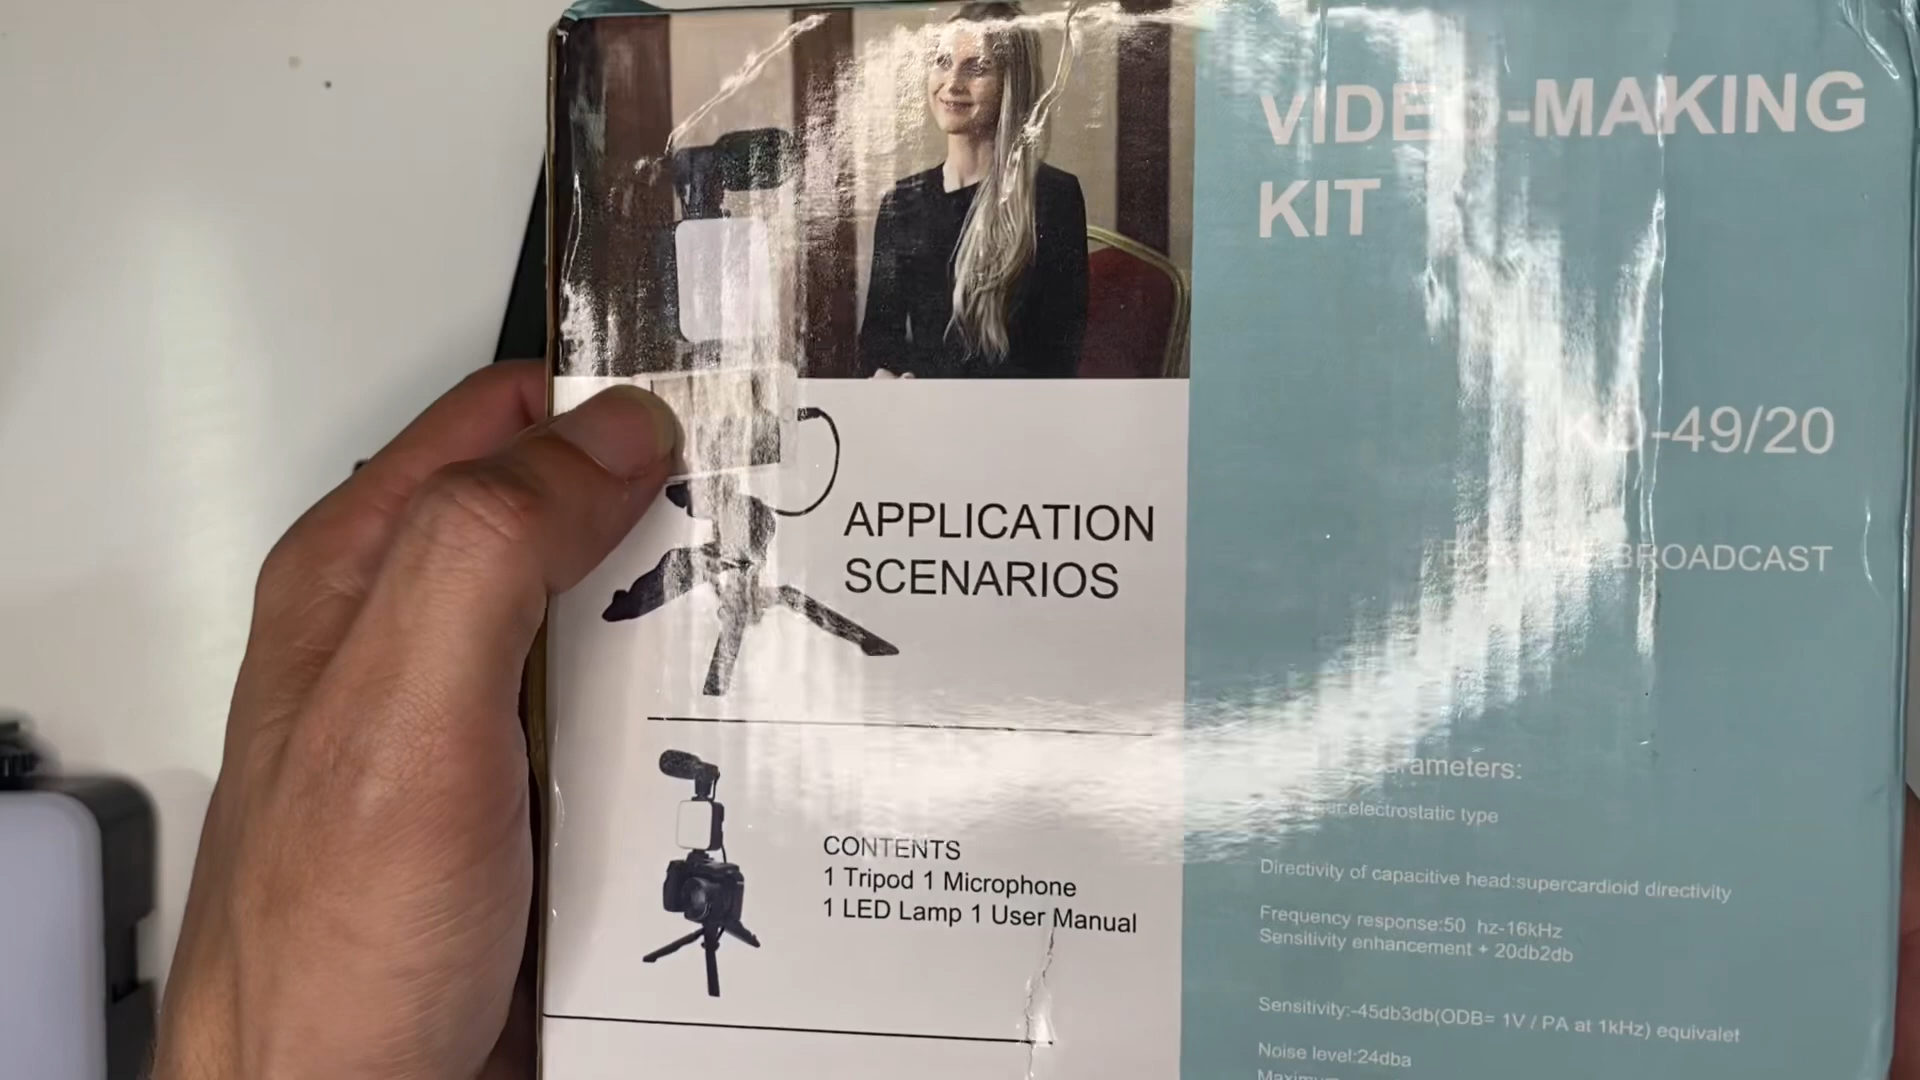 VIDEO-MAKING
KIT
KD-49/20
BROADCAST
APPLICATION
SCENARIOS
CONTENTS
1 Tripod 1 Microphone
1 LED Lamp 1 User Manual
electrostatic type
Directivity of capacitive head:supercardioid directivity
Frequency response:50 hz-16kHz
Sensitivity enhancement + 20db2db
Sensitivity:-45db3db(ODB= 1V / PA at 1kHz) equivalet
Noise level:24dba